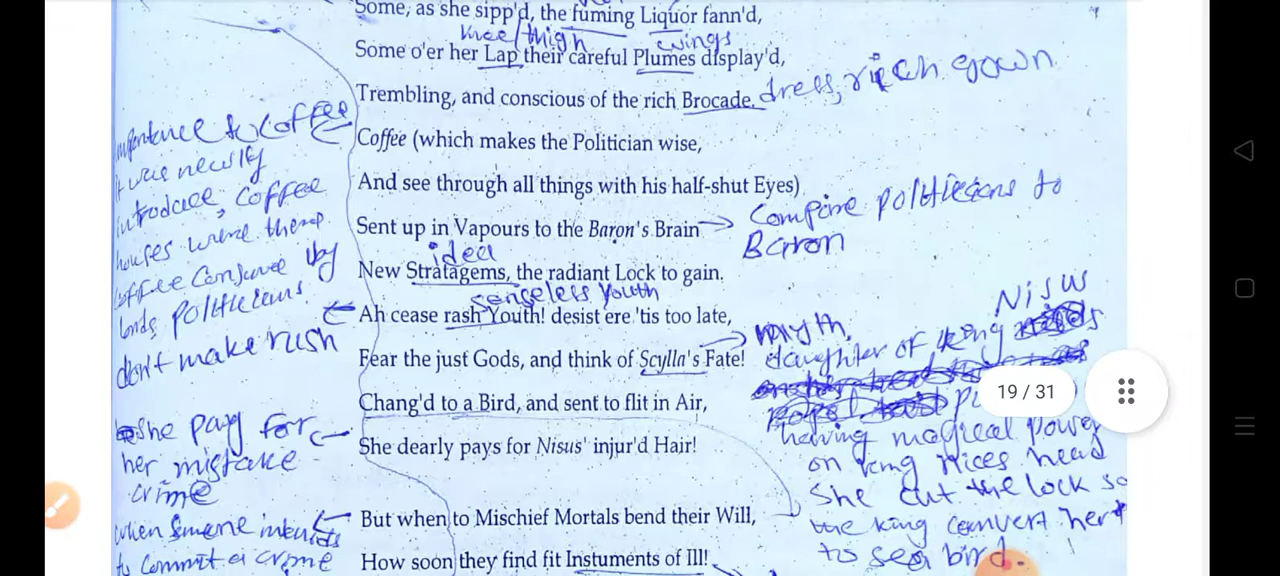 Some, as she sipp'd, the fuming Liquor fann'd,
knee/thigh wings
Some o'er her Lap their careful Plumes display'd,
Trembling, and conscious of the rich Brocade. dress, rich gown
Coffee (which makes the Politician wise,
And see through all things with his half-shut Eyes)
Sent up in Vapours to the Baron's Brain
idea
New Stratagems, the radiant Lock to gain.
senseless Youth
Ah cease rash Youth! desist ere 'tis too late,
Fear the just Gods, and think of Scylla's Fate!
Chang'd to a Bird, and sent to flit in Air,
She dearly pays for Nisus' injur'd Hair!
But when to Mischief Mortals bend their Will,
How soon they find fit Instuments of Ill!
to coffee
it was newly
introduce, coffee
houses were there
coffee by
lords politicians
don't make rush
she pay for
her mistake
crime
when someone
to commit a crime
Compare politicians to
Baron
Nisus
myth,
daughter of king
having magical power
on king Nices head
She cut the lock so
the king convert her
to sea bird.
19 / 31